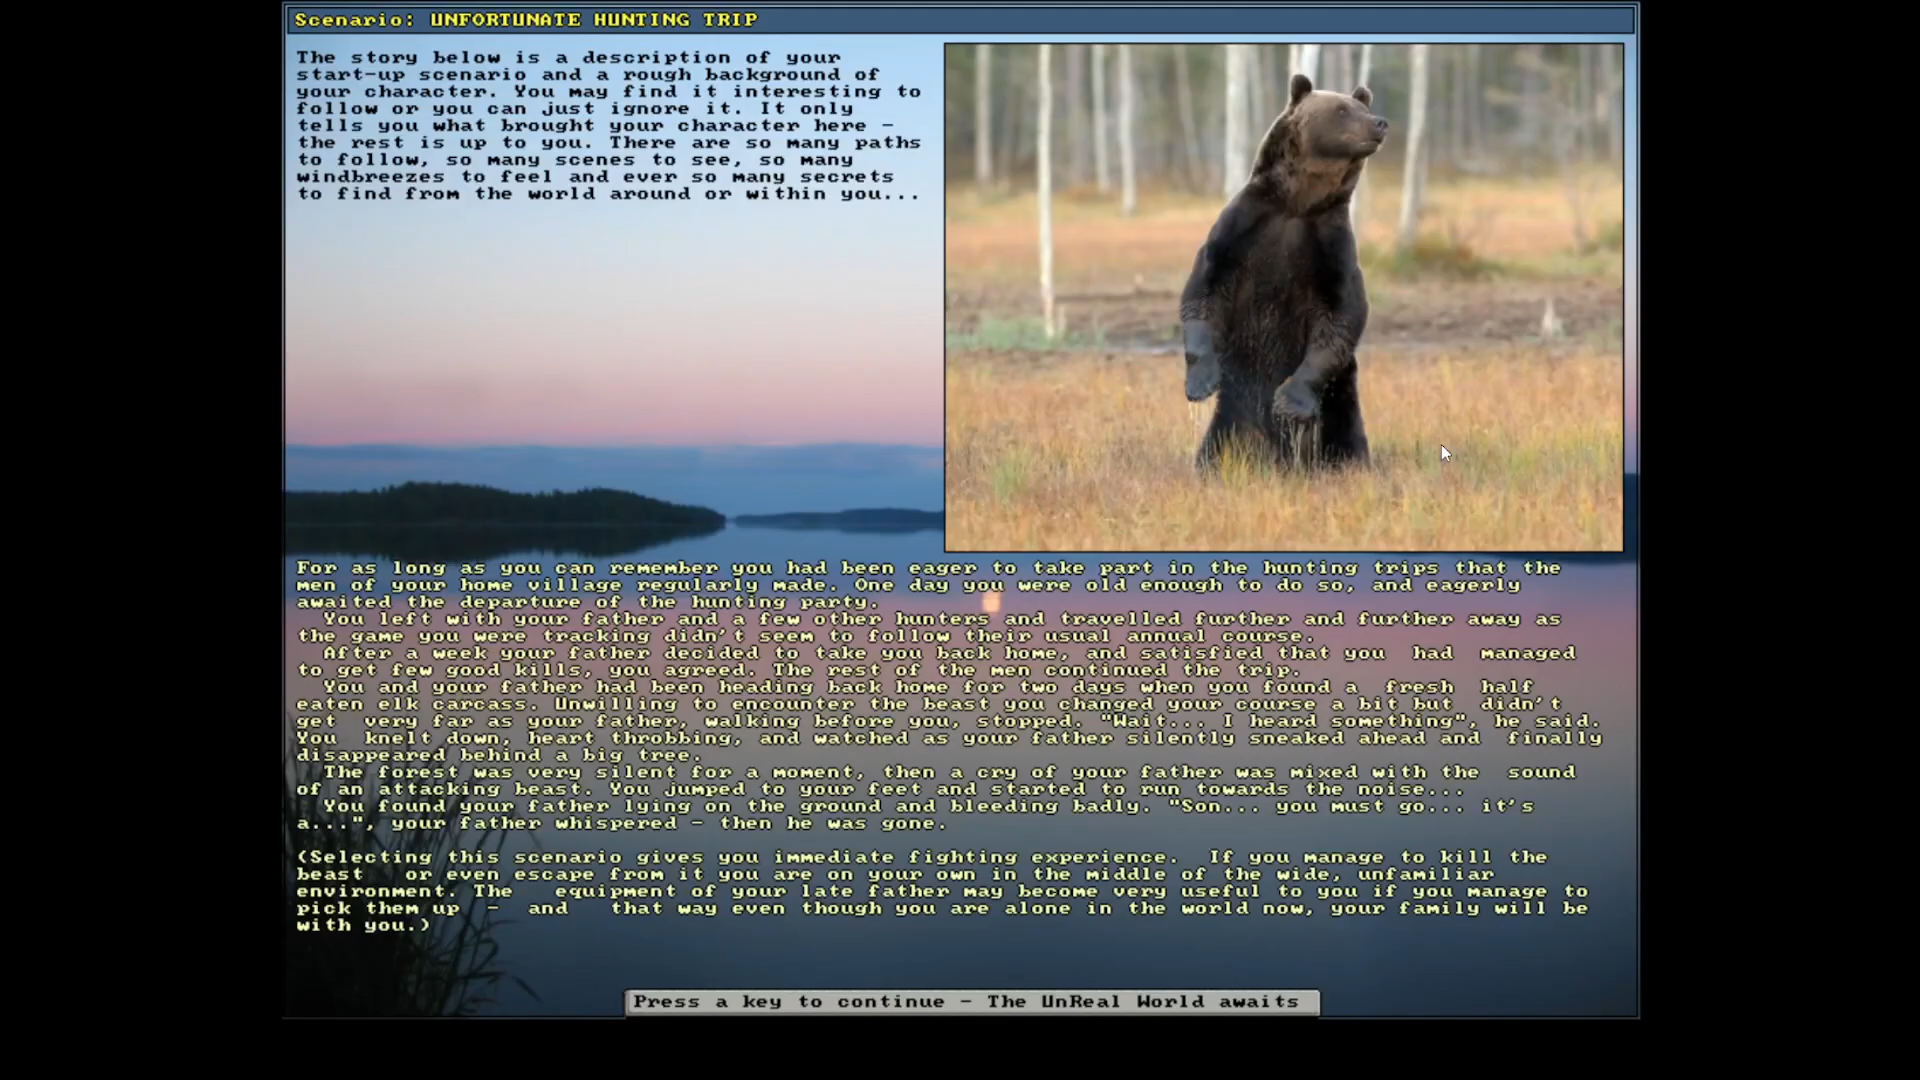 Scenario: UNFORTUNATE HUNTING TRIP
The story below is a description of your
start-up scenario and a rough background of
your character. You may find it interesting to
follow or you can just ignore it. It only
tells you what brought your character here -
the rest is up to you. There are so many paths
to follow, so many scenes to see, so many
windbreezes to feel and ever so many secrets
to find from the world around or within you...
For as long as you can remember you had been eager to take part in the hunting trips that the
men of your home village regularly made. One day you were old enough to do so, and eagerly
awaited the departure of the hunting party.
You left with your father and a few other hunters and travelled further and further away as
the game you were tracking didn't seem to follow their usual annual course.
After a week your father decided to take you back home, and satisfied that you had managed
to get few good kills, you agreed. The rest of the men continued the trip.
You and your father had been heading back home for two days when you found a fresh half
eaten elk carcass. Unwilling to encounter the beast you changed your course a bit but didn't
get very far as your father, walking before you, stopped. "Wait... I heard something", he said.
You knelt down, heart throbbing, and watched as your father silently sneaked ahead and finally
disappeared behind a big tree.
The forest was very silent for a moment, then a cry of your father was mixed with the sound
of an attacking beast. You jumped to your feet and started to run towards the noise...
You found your father lying on the ground and bleeding badly. "Son... you must go... it's
a...", your father whispered - then he was gone.
(Selecting this scenario gives you immediate fighting experience. If you manage to kill the
beast or even escape from it you are on your own in the middle of the wide, unfamiliar
environment. The equipment of your late father may become very useful to you if you manage to
pick them up - and that way even though you are alone in the world now, your family will be
with you.)
Press a key to continue - The UnReal World awaits